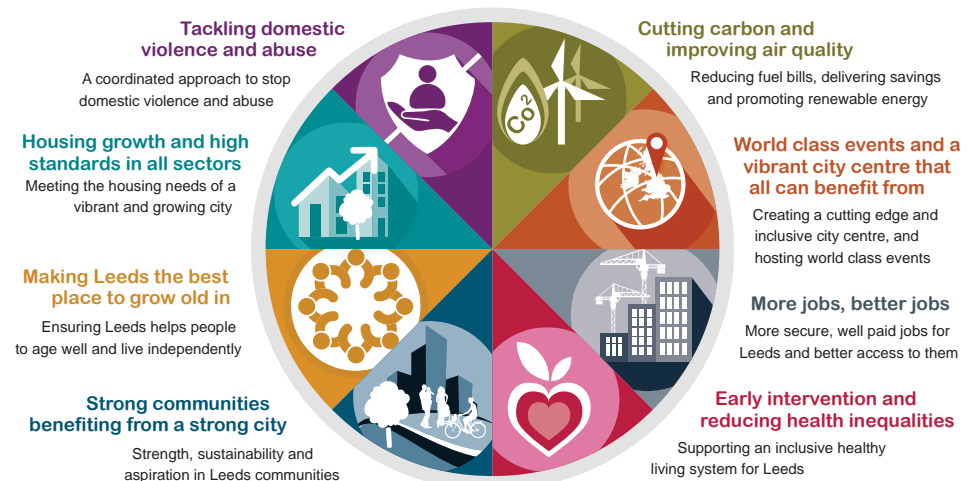 Tackling domestic
violence and abuse
A coordinated approach to stop
domestic violence and abuse
Housing growth and high
standards in all sectors
Meeting the housing needs of a
vibrant and growing city
Making Leeds the best
place to grow old in
Ensuring Leeds helps people
to age well and live independently
Strong communities
benefiting from a strong city
Strength, sustainability and
aspiration in Leeds communities
Co2
Cutting carbon and
improving air quality
Reducing fuel bills, delivering savings
and promoting renewable energy
World class events and a
vibrant city centre that
all can benefit from
Creating a cutting edge and
inclusive city centre, and
hosting world class events
More jobs, better jobs
More secure, well paid jobs for
Leeds and better access to them
Early intervention and
reducing health inequalities
Supporting an inclusive healthy
living system for Leeds